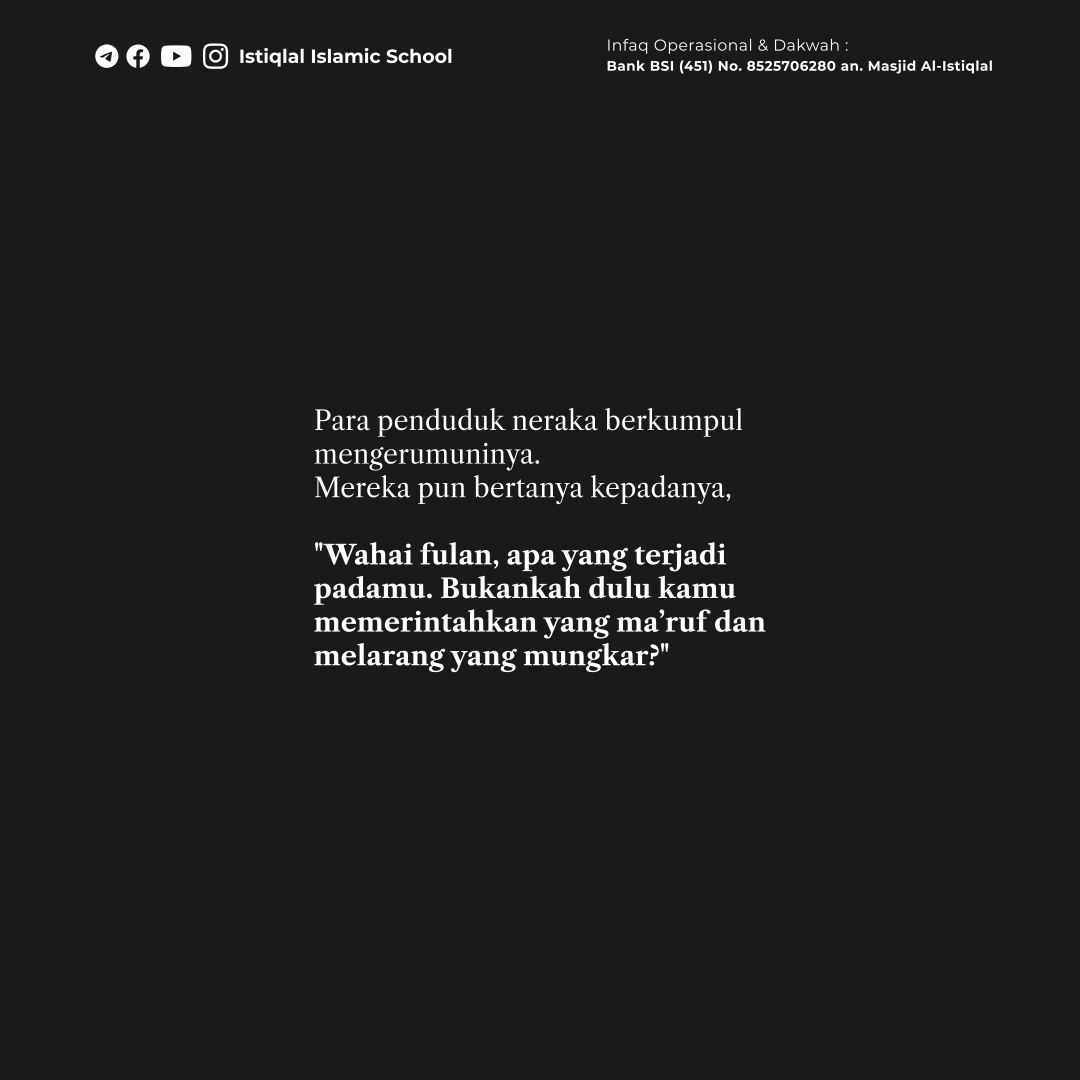 Istiqlal Islamic School
Infaq Operasional & Dakwah :
Bank BSI (451) No. 8525706280 an. Masjid Al-Istiqlal
Para penduduk neraka berkumpul
mengerumuninya.
Mereka pun bertanya kepadanya,
"Wahai fulan, apa yang terjadi
padamu. Bukankah dulu kamu
memerintahkan yang ma’ruf dan
melarang yang mungkar?"